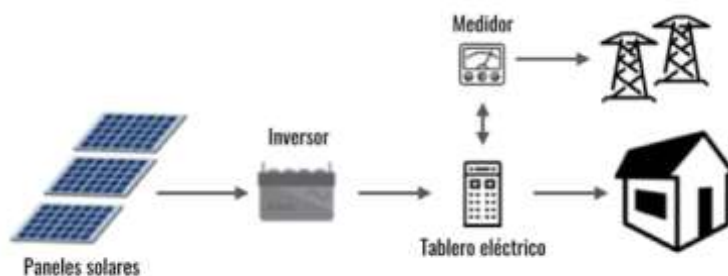 Medidor
Inversor
Tablero eléctrico
Paneles solares